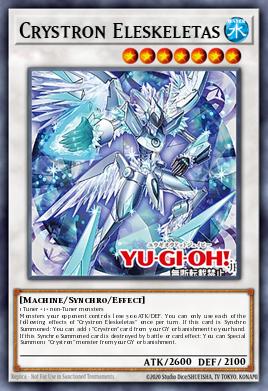 CRYSTRON ELESKELETAS
WATER
水
YU-GI-OH!
無断転載禁止
[MACHINE/SYNCHRO/EFFECT]
1 Tuner + 1+ non-Tuner monsters
Monsters your opponent controls lose 500 ATK/DEF. You can only use each of the
following effects of "Crystron Eleskeletas" once per turn. If this card is Synchro
Summoned: You can add 1 "Crystron" card from your GY or banishment to your hand.
If this Synchro Summoned card is destroyed by battle or card effect: You can Special
Summon 1 "Crystron" monster from your GY or banishment.
ATK/2600 DEF/2100
Replica - Not For Use in Sanctioned Tournaments.
©2020 Studio Dice/SHUEISHA, TV TOKYO, KONAMI